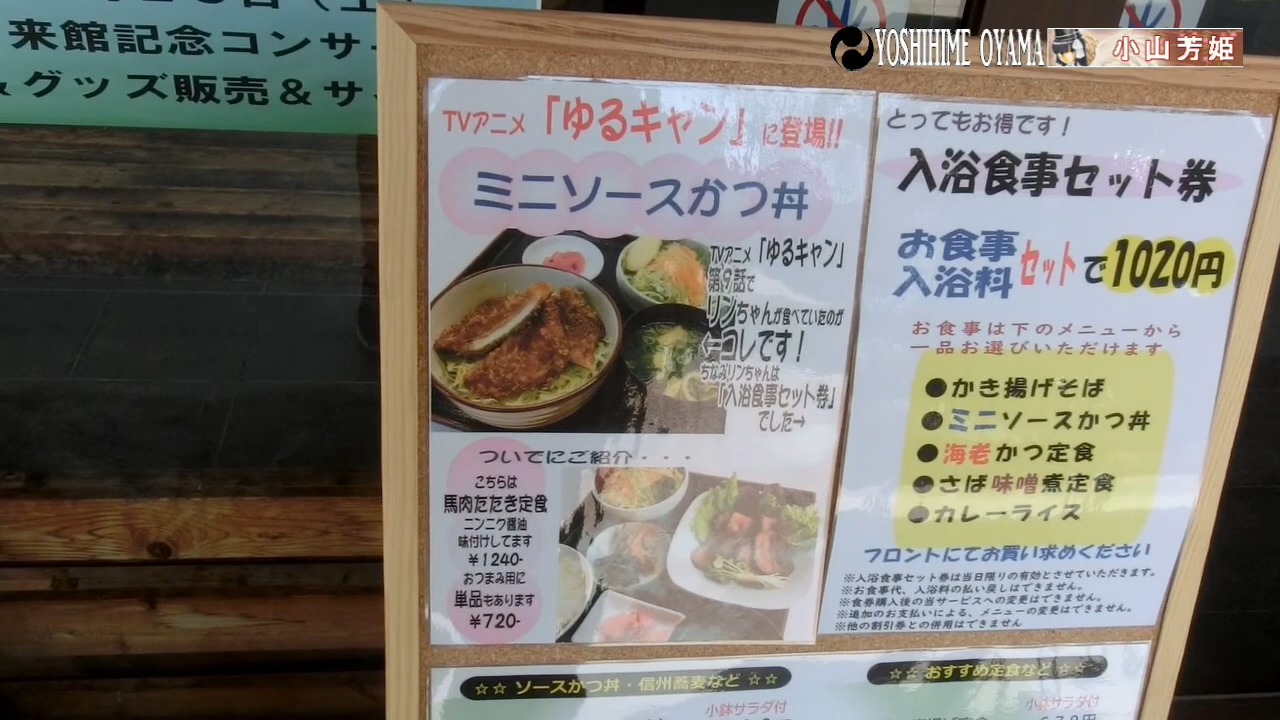 YOSHIHIME OYAMA
小山芳姫
来館記念コンサー
&グッズ販売&サ
TVアニメ「ゆるキャン」に登場!!
ミニソースかつ丼
TVアニメ「ゆるキャン」
第9話で
リンちゃんが食べていたのが
←コレです!
ちなみリンちゃんは
「入浴食事セット券」
でした→
ついでにご紹介・・・
こちらは
馬肉たたき定食
ニンニク醤油
味付けしてます
￥1240-
おつまみ用に
単品もあります
￥720-
とってもお得です!
入浴食事セット券
お食事
入浴料
セットで1020円
お食事は下のメニューから
一品お選びいただけます
●かき揚げそば
●ミニソースかつ丼
●海老かつ定食
●さば味噌煮定食
●カレーライス
フロントにてお買い求めください
※入浴食事セット券は当日限りの有効とさせていただきます。
※お食事代、入浴料の払い戻しはできません。
※食券購入後の当サービスへの変更はできません。
※追加のお支払いによる、メニューの変更はできません。
※他の割引券との併用はできません
☆☆ ソースかつ丼・信州蕎麦など ☆☆
小鉢サラダ付
☆☆ おすすめ定食など ☆☆
小鉢サラダ付